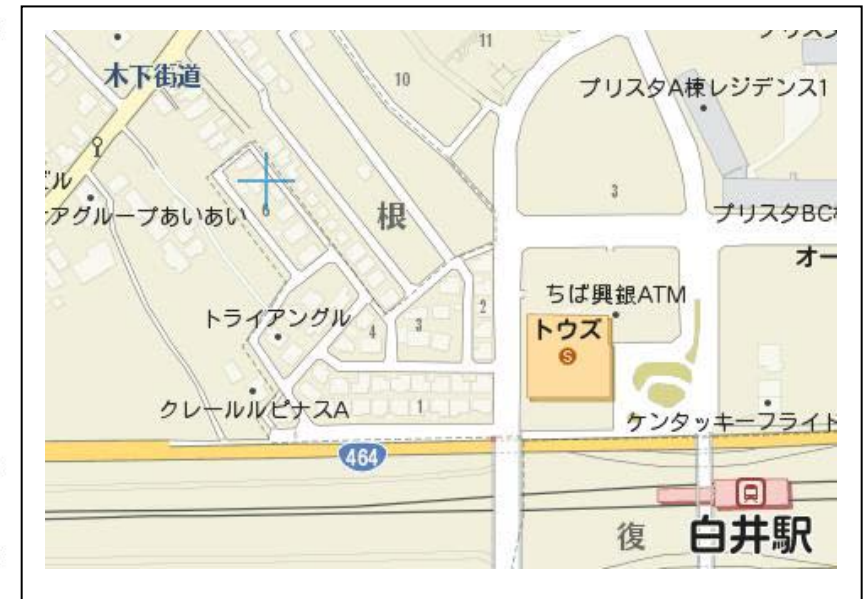 11
木下街道
10
プリスタA棟レジデンス1
ビル
6
3
アグループあいあい
根
プリスタBC
オー
ちば興銀ATM
2
トライアングル
4
3
トウズ
S
クレールルピナスA
1
ケンタッキーフライド
464
復
白井駅